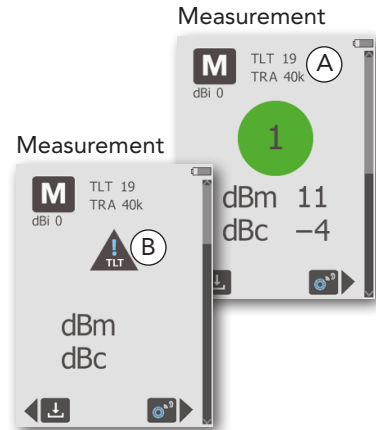 Measurement
M
TLT 19
TRA 40k
A
dBi 0
1
dBm 11
dBc −4
Measurement
M
TLT 19
TRA 40k
dBi 0
!
TLT
B
dBm
dBc